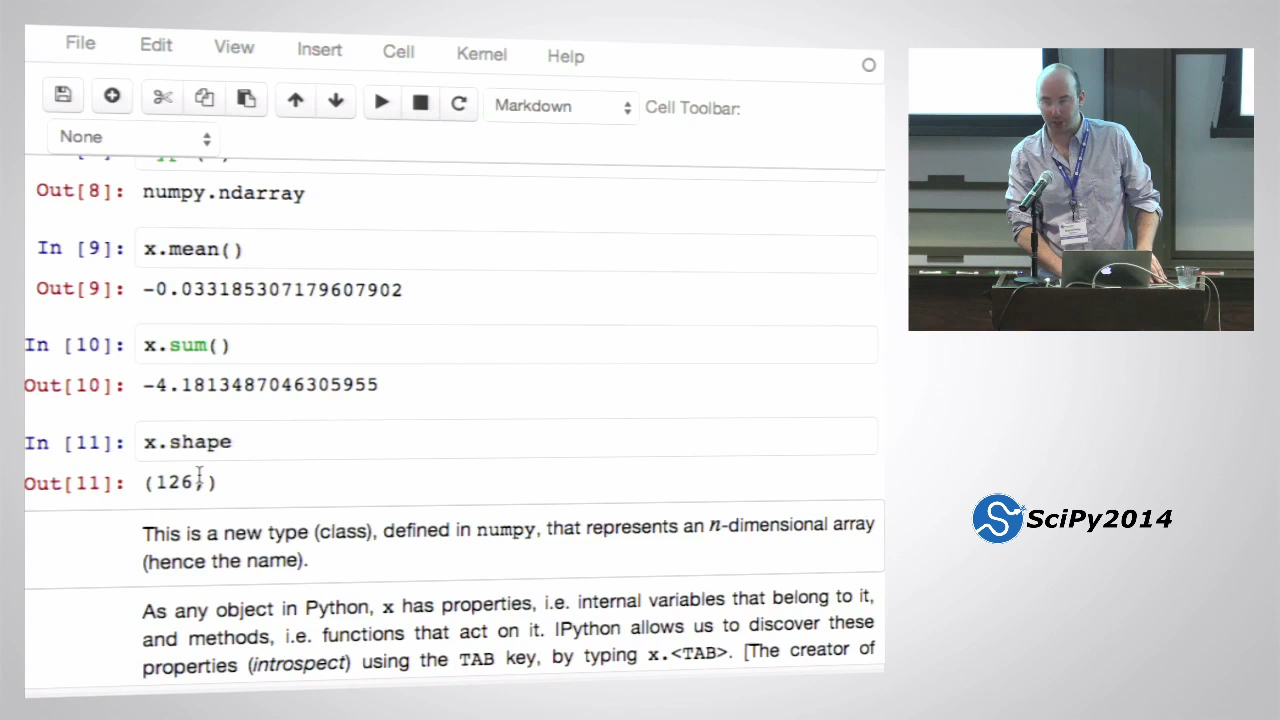 File Edit View Insert Cell Kernel Help
Markdown Cell Toolbar:
None
Out[8]: numpy.ndarray
In [9]: x.mean()
Out[9]: -0.033185307179607902
In [10]: x.sum()
Out[10]: -4.1813487046305955
In [11]: x.shape
Out[11]: (126,)
This is a new type (class), defined in numpy, that represents an n-dimensional array
(hence the name).
As any object in Python, x has properties, i.e. internal variables that belong to it,
and methods, i.e. functions that act on it. IPython allows us to discover these
properties (introspect) using the TAB key, by typing x.<TAB>. [The creator of
SciPy2014